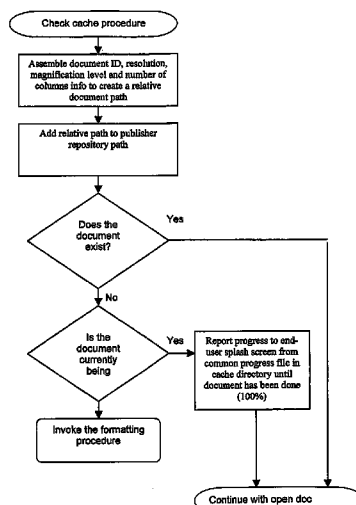 Check cache procedure
Assemble document ID, resolution,
magnification level and number of
columns info to create a relative
document path
Add relative path to publisher
repository path
Does the
document
exist?
Yes
No
Is the
document
currently
being
Yes
Report progress to end-
user splash screen from
common progress file in
cache directory until
document has been done
(100%)
Invoke the formatting
procedure
Continue with open doc